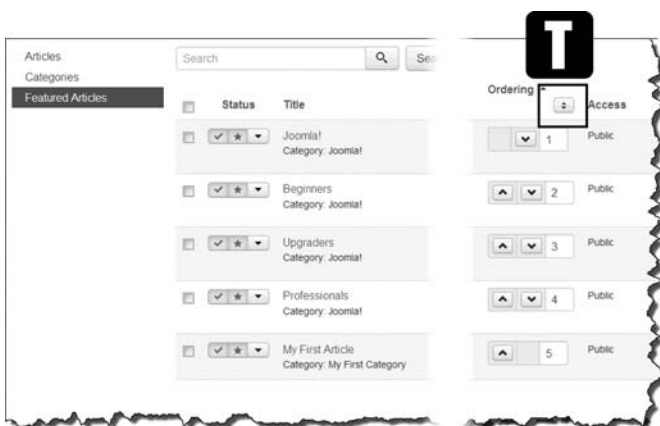 T
Articles
Categories
Featured Articles
Search
Sea
Ordering
Status Title Access
Joomla!
Category: Joomla!
1 Public
Beginners
Category: Joomla!
2 Public
Upgraders
Category: Joomla!
3 Public
Professionals
Category: Joomla!
4 Public
My First Article
Category: My First Category
5 Public